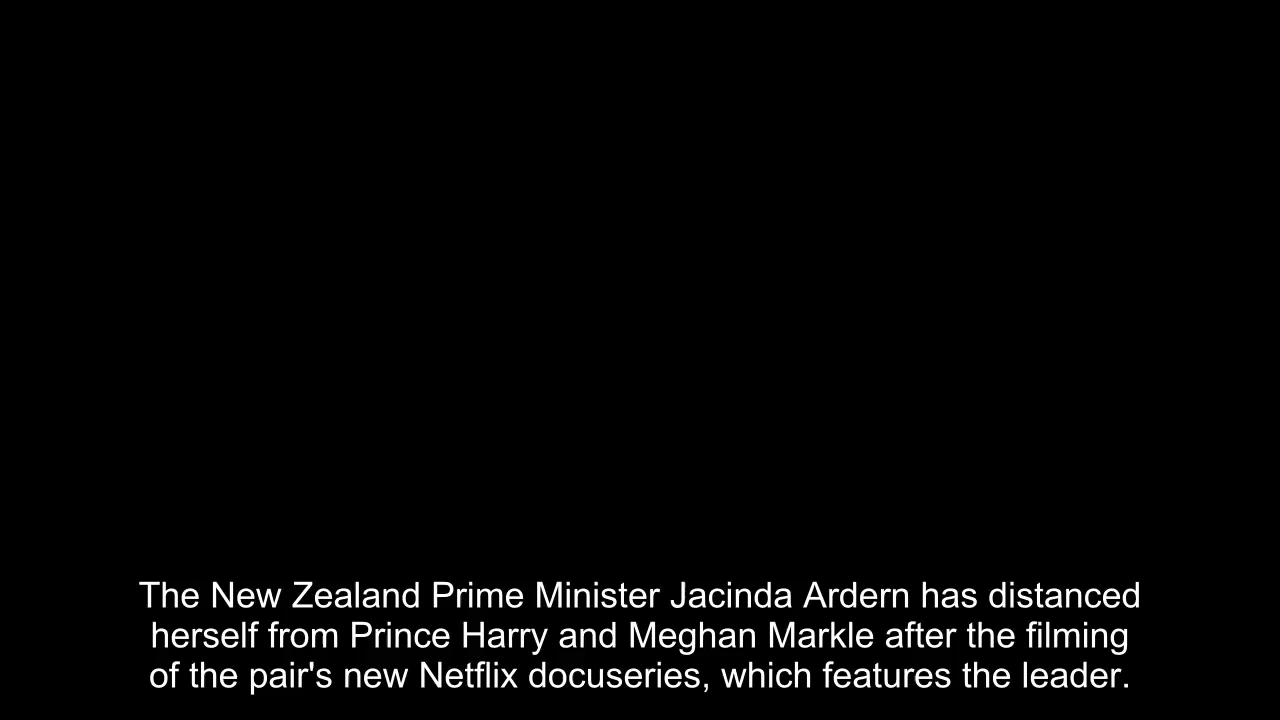 The New Zealand Prime Minister Jacinda Ardern has distanced
herself from Prince Harry and Meghan Markle after the filming
of the pair's new Netflix docuseries, which features the leader.